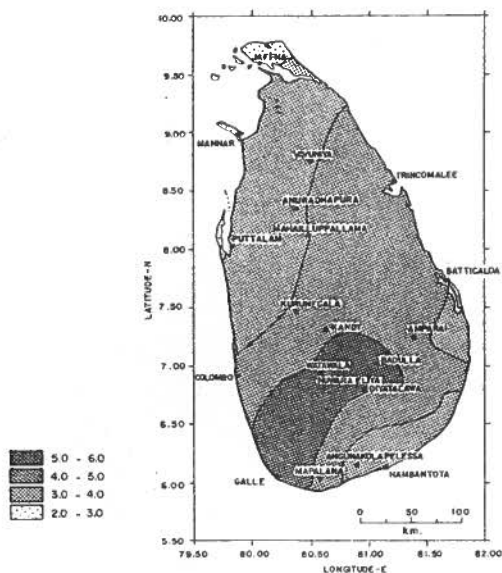 10.00
9.50
JAFFNA
9.00
MANNAR
VAVUNIYA
TRINCOMALEE
8.50
ANURADHAPURA
MAHAILLUPPALLAMA
PUTTALAM
8.00
BATTICALOA
LATITUDE-N
7.50
KURUNEGALA
KANDY
AMPARAI
7.00
BADULLA
WATAWALA
NUWARA ELIYA
COLOMBO
DIYATALAWA
6.50
ANGUNAKOLAPELESSA
MAPALANA
HAMBANTOTA
GALLE
6.00
5.0 - 6.0
4.0 - 5.0
3.0 - 4.0
2.0 - 3.0
0 50 100
km.
5.50
79.50 80.00 80.50 81.00 81.50 82.00
LONGITUDE-E